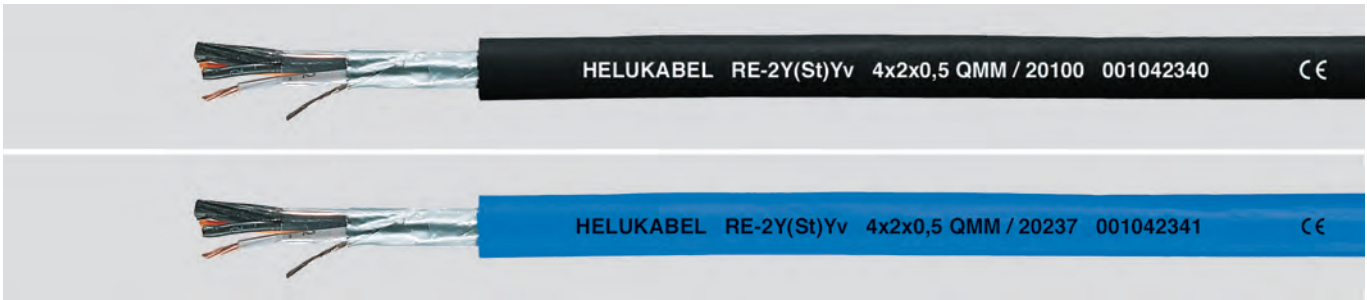 HELUKABEL RE-2Y(St)Yv 4x2x0,5 QMM / 20100 001042340 CE
HELUKABEL RE-2Y(St)Yv 4x2x0,5 QMM / 20237 001042341 CE